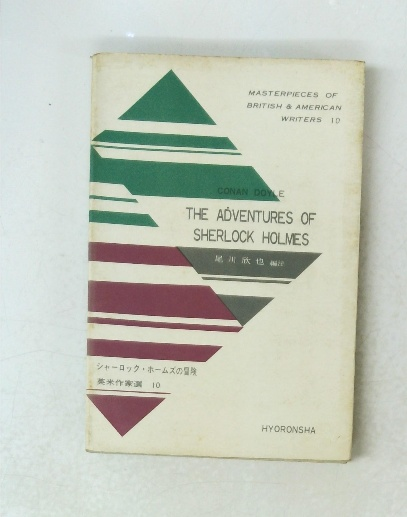 MASTERPIECES OF
BRITISH & AMERICAN
WRITERS 10
CONAN DOYLE
THE ADVENTURES OF
SHERLOCK HOLMES
尾川欣也 編注
シャーロック・ホームズの冒険
英米作家選 10
HYORONSHA